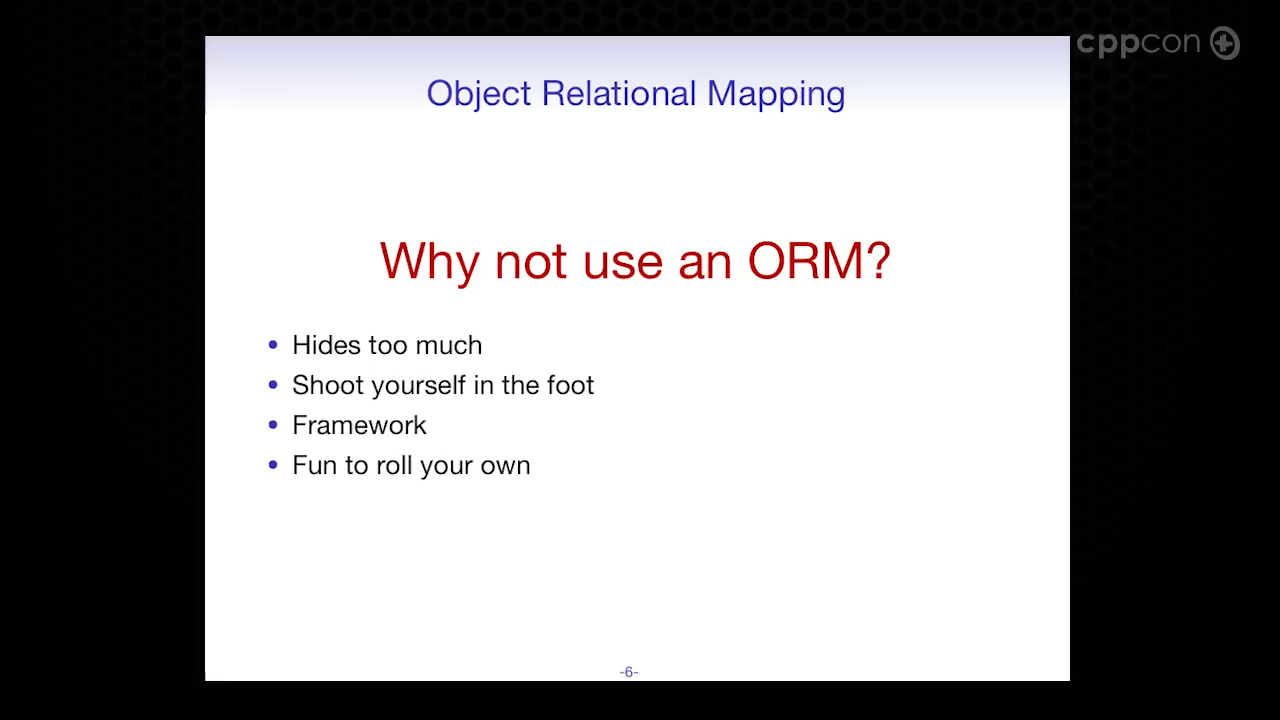 cppcon
Object Relational Mapping
Why not use an ORM?
• Hides too much
• Shoot yourself in the foot
• Framework
• Fun to roll your own
-6-